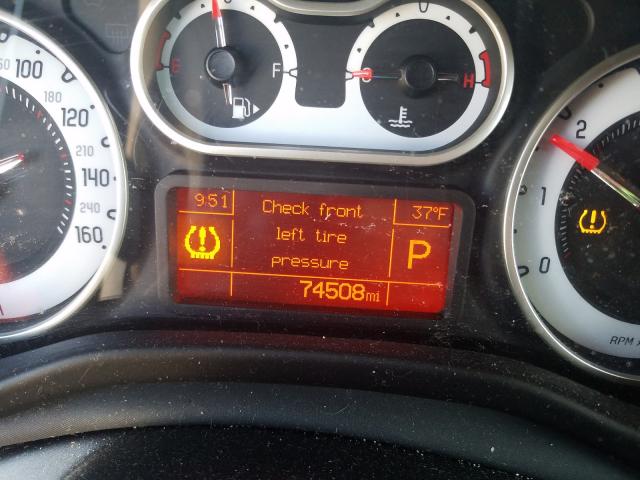 E F
C H
100
120
140
160
180
210
240
9:51
Check front
left tire
pressure
37°F
P
74508mi
2
1
0
RPM